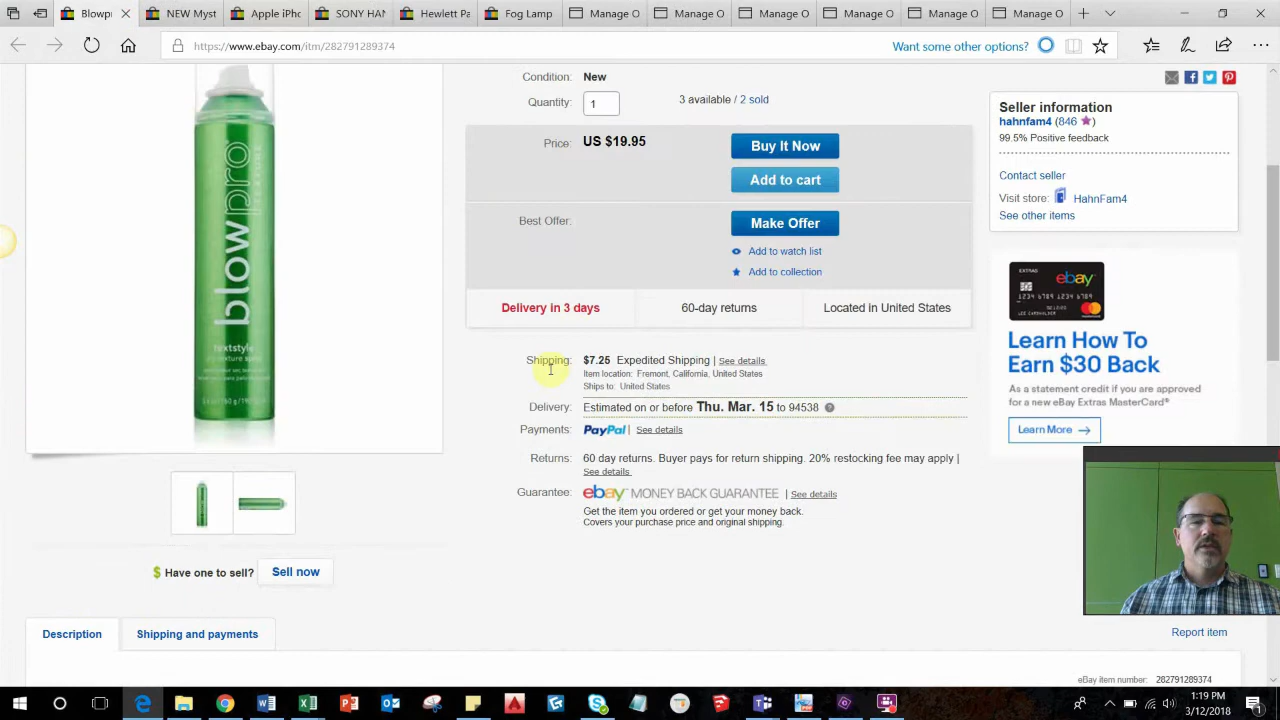 Blowpr
NEW Myst
Apple iPho
SONY HAN
Hewlett Pa
Fog Lamp
Manage O
Manage O
Manage O
Manage O
Manage O
Manage O
https://www.ebay.com/itm/282791289374
Want some other options?
Condition: New
Quantity: 1
3 available / 2 sold
Price: US $19.95
Buy It Now
Add to cart
Best Offer:
Make Offer
Add to watch list
Add to collection
Delivery in 3 days
60-day returns
Located in United States
Shipping: $7.25 Expedited Shipping | See details
Item location: Fremont, California, United States
Ships to: United States
Delivery: Estimated on or before Thu. Mar. 15 to 94538
Payments: PayPal | See details
Returns: 60 day returns. Buyer pays for return shipping. 20% restocking fee may apply |
See details
Guarantee: ebay MONEY BACK GUARANTEE | See details
Get the item you ordered or get your money back.
Covers your purchase price and original shipping.
Seller information
hahnfam4 (846 )
99.5% Positive feedback
Contact seller
Visit store: HahnFam4
See other items
EXTRAS
ebay
1234 6789 1234 6789
LEE CARDHOLDER
Learn How To
Earn $30 Back
As a statement credit if you are approved
for a new eBay Extras MasterCard®
Learn More
blowpro
textstyle
$ Have one to sell?
Sell now
Description
Shipping and payments
Report item
eBay item number: 282791289374
1:19 PM
3/12/2018